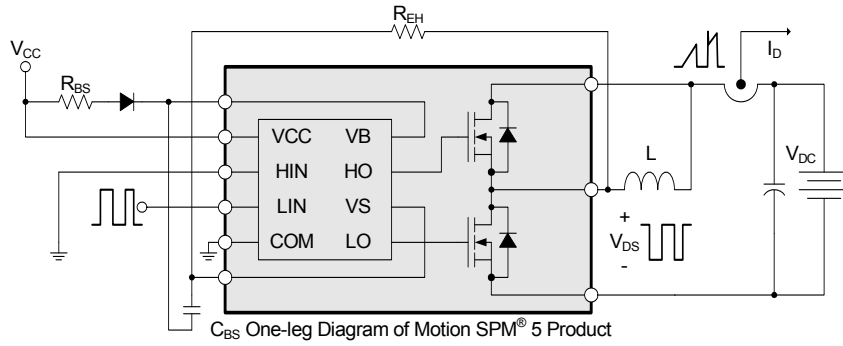 R_EH
V_CC
I_D
R_BS
VCC VB
L
V_DC
HIN HO
LIN VS
+
V_DS
-
COM LO
C_BS One-leg Diagram of Motion SPM® 5 Product